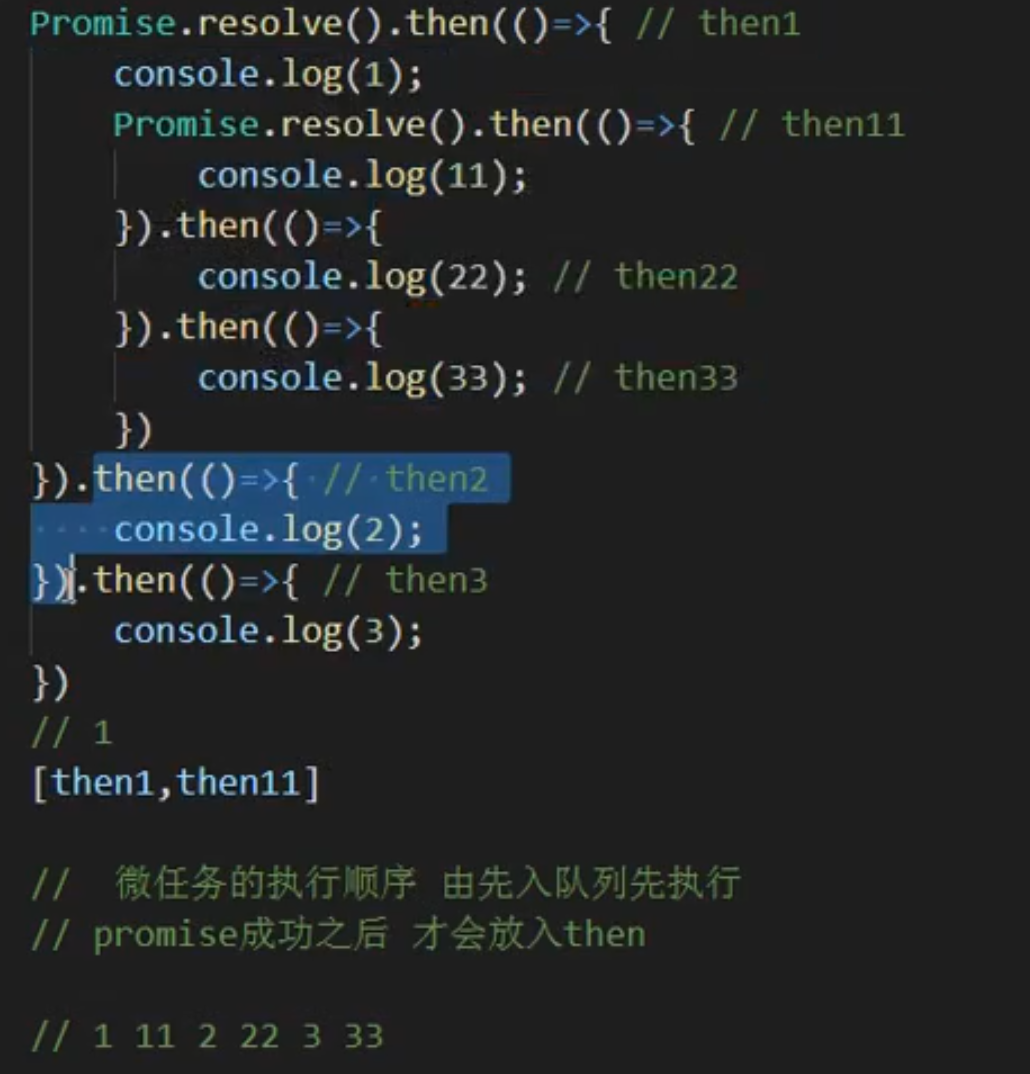 Promise.resolve().then(()=>{ // then1
    console.log(1);
    Promise.resolve().then(()=>{ // then11
        console.log(11);
    }).then(()=>{
        console.log(22); // then22
    }).then(()=>{
        console.log(33); // then33
    })
}).then(()=>{ // then2
    console.log(2);
}).then(()=>{ // then3
    console.log(3);
})
// 1
[then1,then11]
//  微任务的执行顺序 由先入队列先执行
// promise成功之后 才会放入then
// 1 11 2 22 3 33